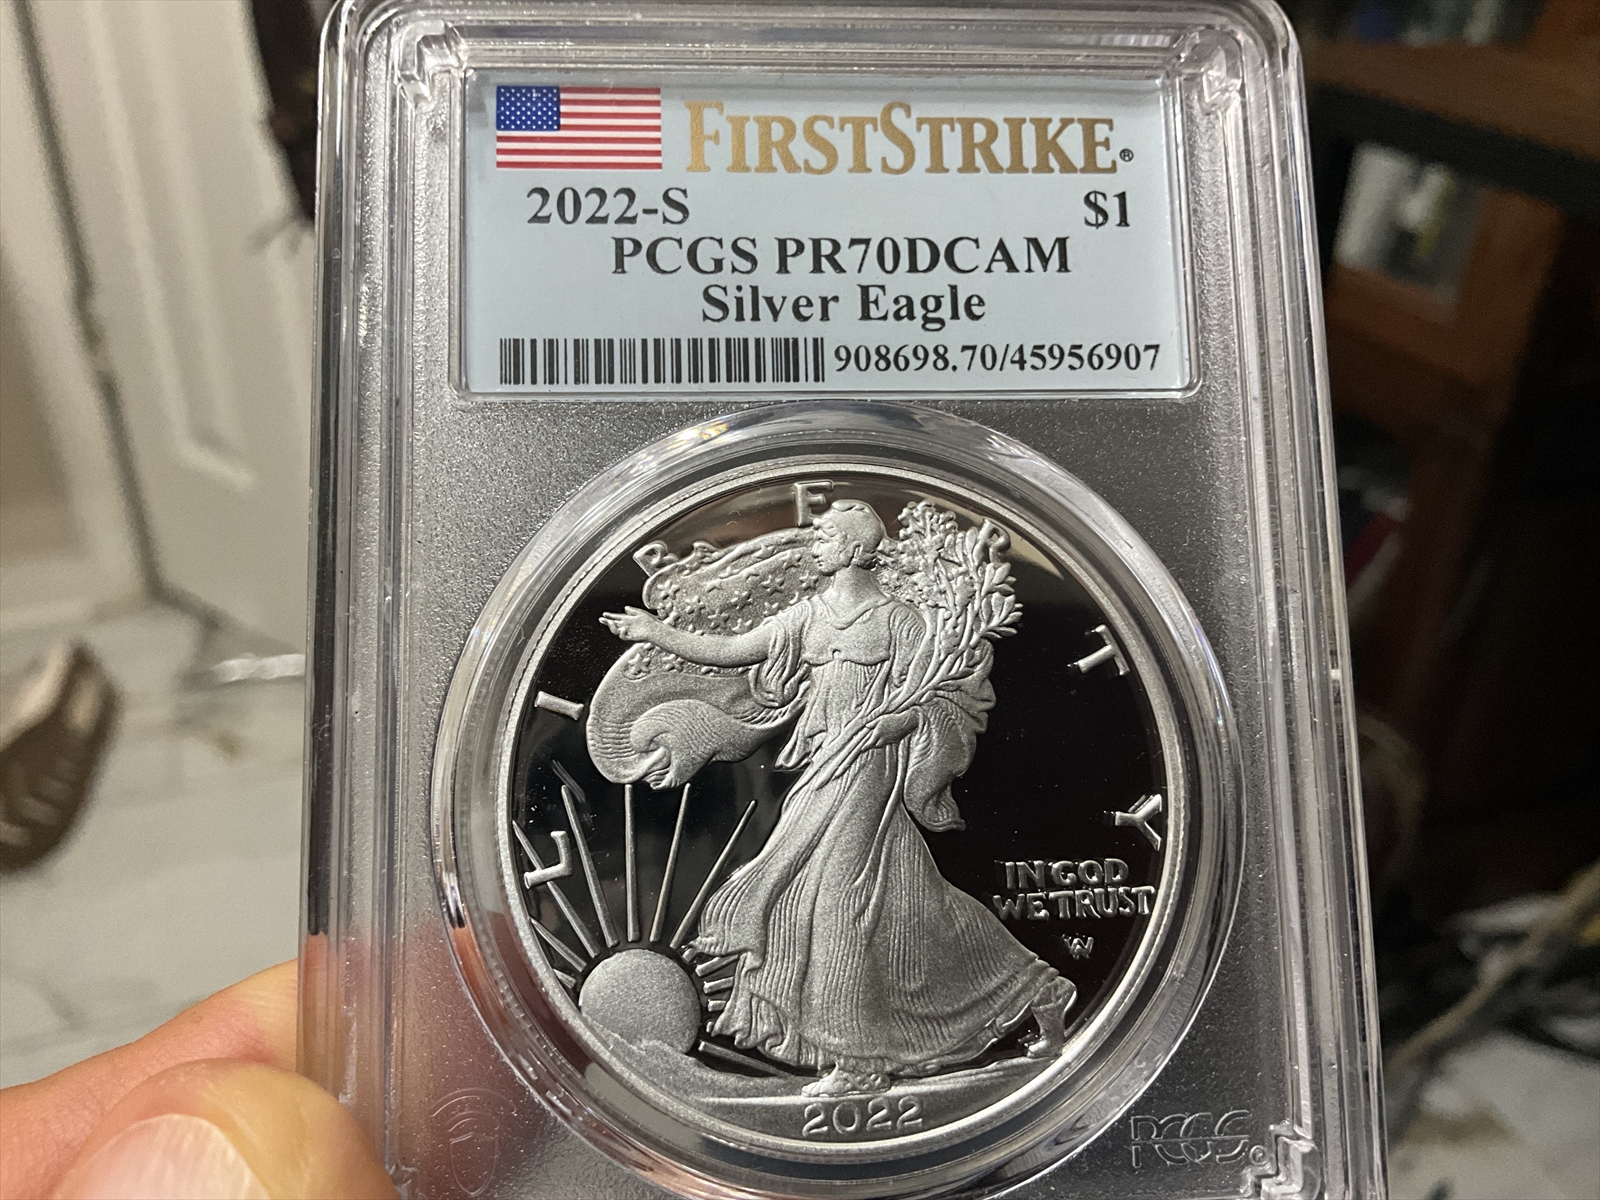 FIRSTSTRIKE®
2022-S $1
PCGS PR70DCAM
Silver Eagle
908698.70/45956907
LIBERTY
IN GOD
WE TRUST
W
2022
PCGS